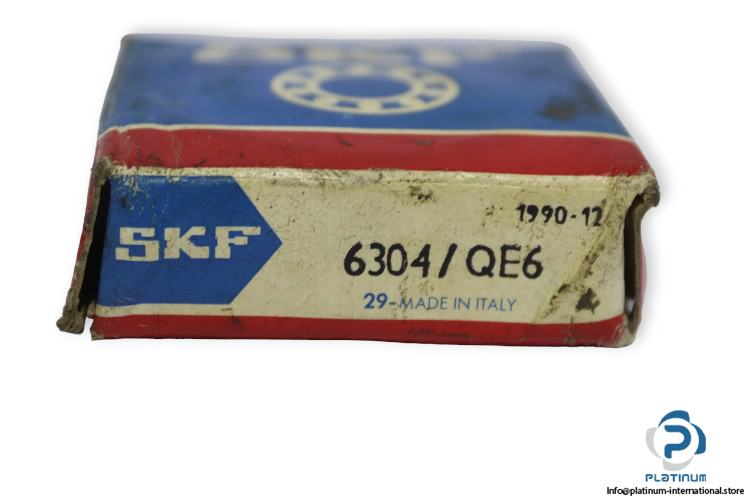 SKF
1990-12
6304/QE6
29-MADE IN ITALY
PLATINUM
Info@platinum-international.store